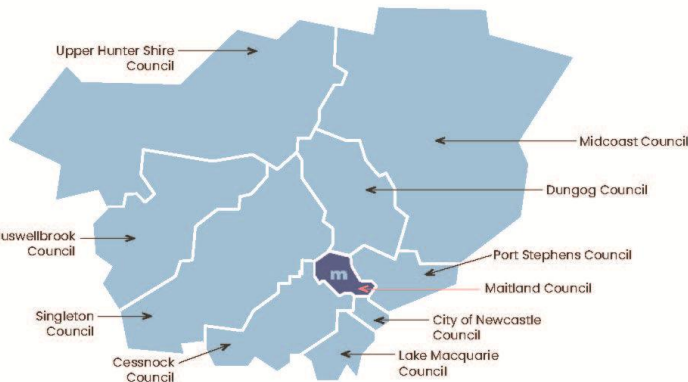 Upper Hunter Shire
Council
Midcoast Council
Dungog Council
uswellbrook
Council
Port Stephens Council
m
Maitland Council
Singleton
Council
City of Newcastle
Council
Cessnock
Council
Lake Macquarie
Council